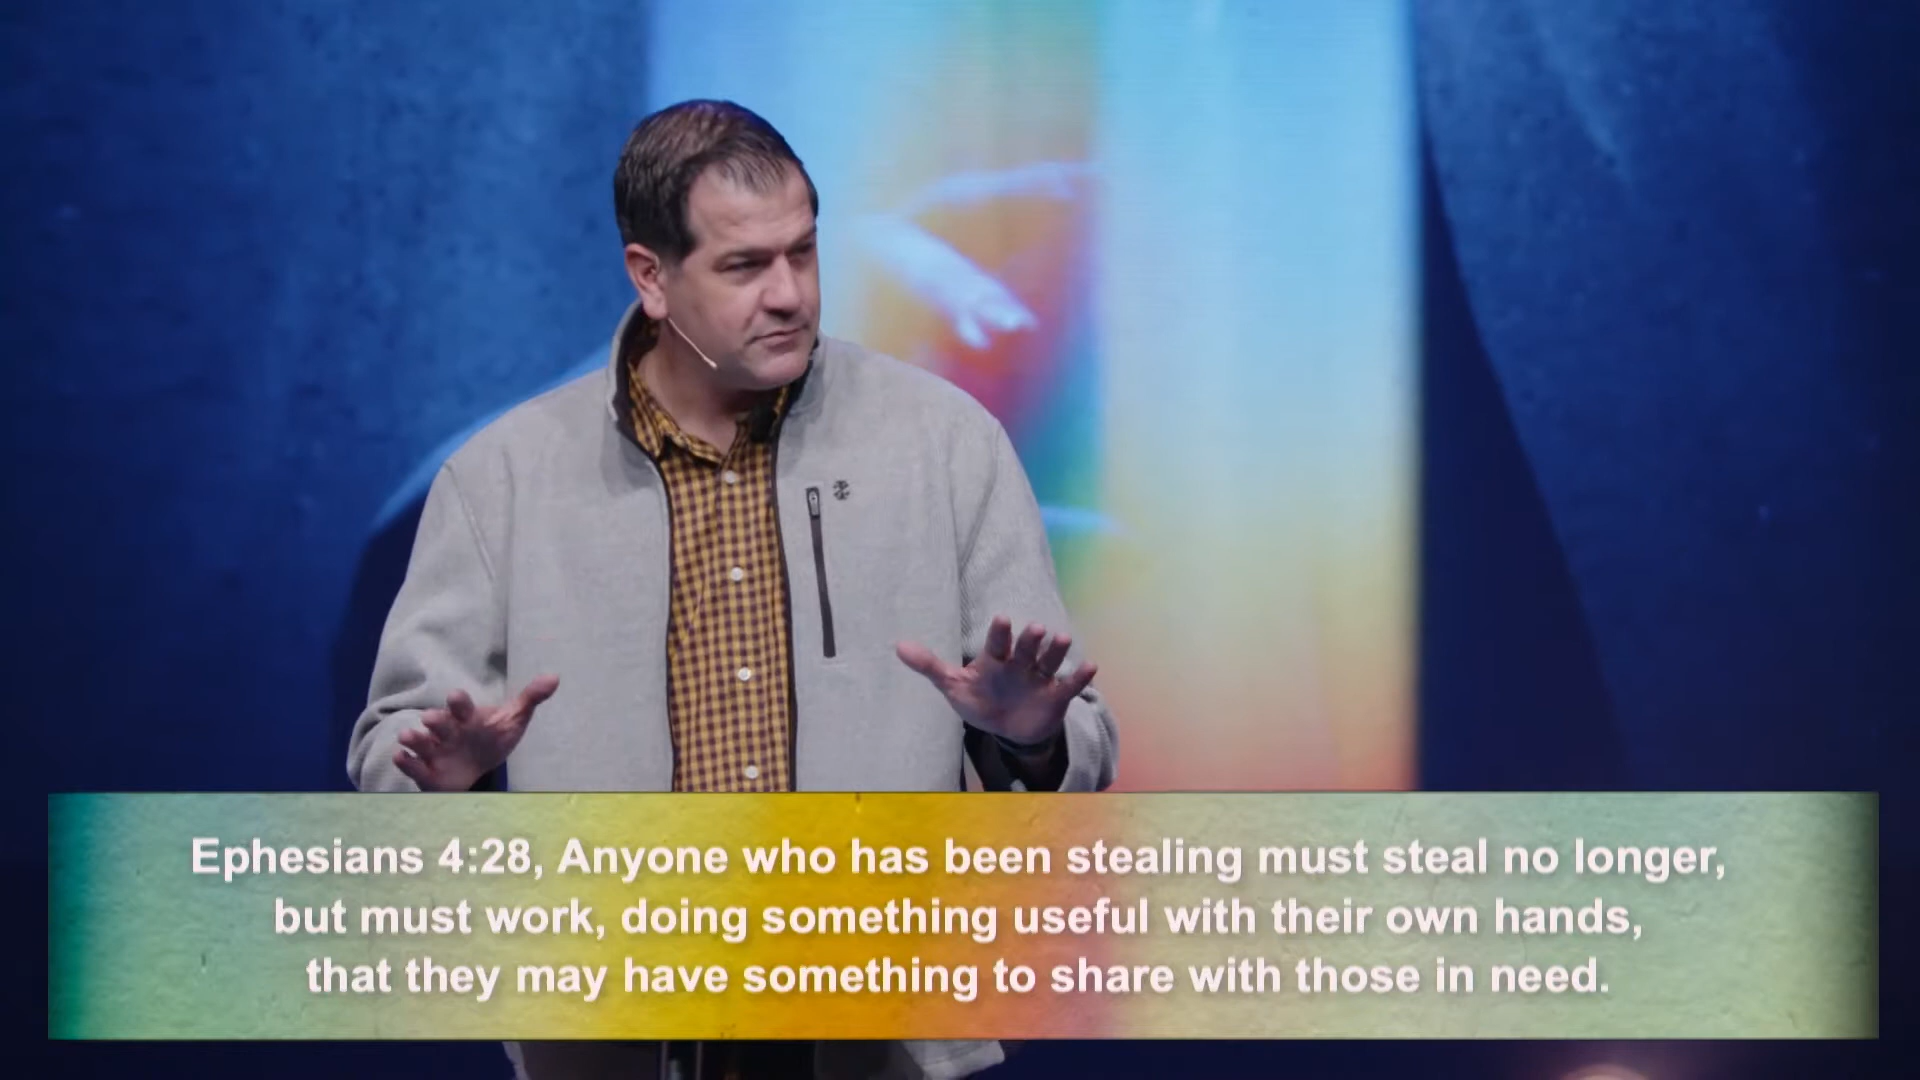 Ephesians 4:28, Anyone who has been stealing must steal no longer,
but must work, doing something useful with their own hands,
that they may have something to share with those in need.